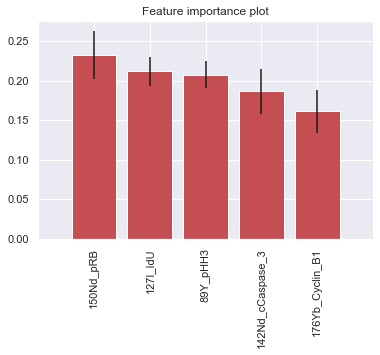 Feature importance plot
0.25
0.20
0.15
0.10
0.05
0.00
150Nd_pRB
127I_IdU
89Y_pHH3
142Nd_cCaspase_3
176Yb_Cyclin_B1